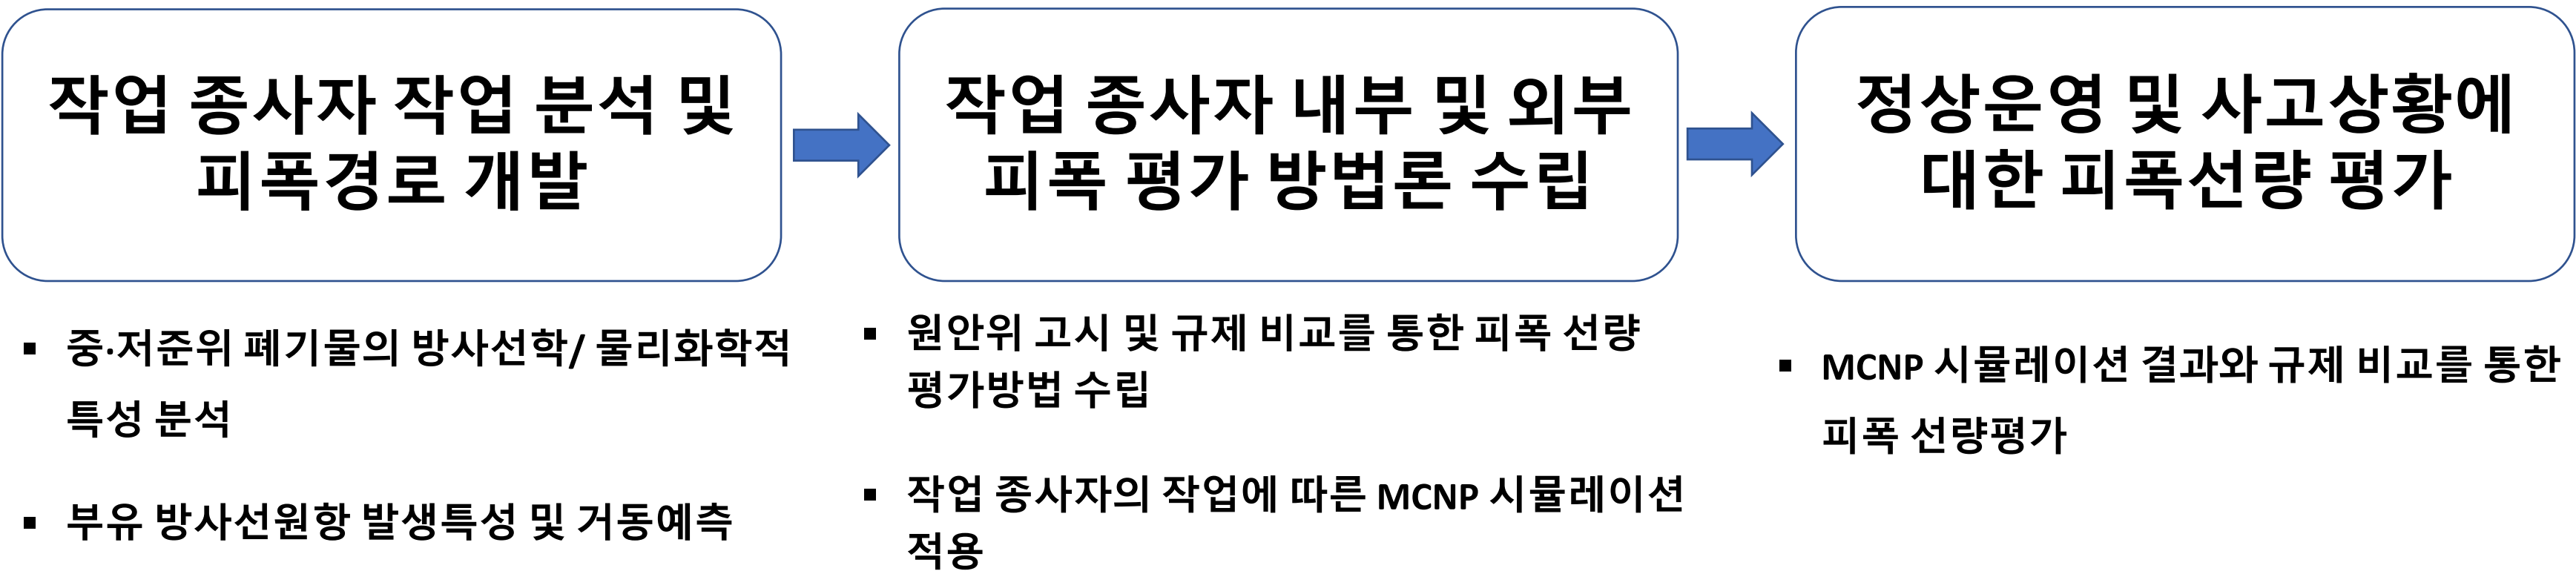 작업 종사자 작업 분석 및
피폭경로 개발
▪ 중·저준위 폐기물의 방사선학/ 물리화학적
특성 분석
▪ 부유 방사선원항 발생특성 및 거동예측
작업 종사자 내부 및 외부
피폭 평가 방법론 수립
▪ 원안위 고시 및 규제 비교를 통한 피폭 선량
평가방법 수립
▪ 작업 종사자의 작업에 따른 MCNP 시뮬레이션
적용
정상운영 및 사고상황에
대한 피폭선량 평가
▪ MCNP 시뮬레이션 결과와 규제 비교를 통한
피폭 선량평가